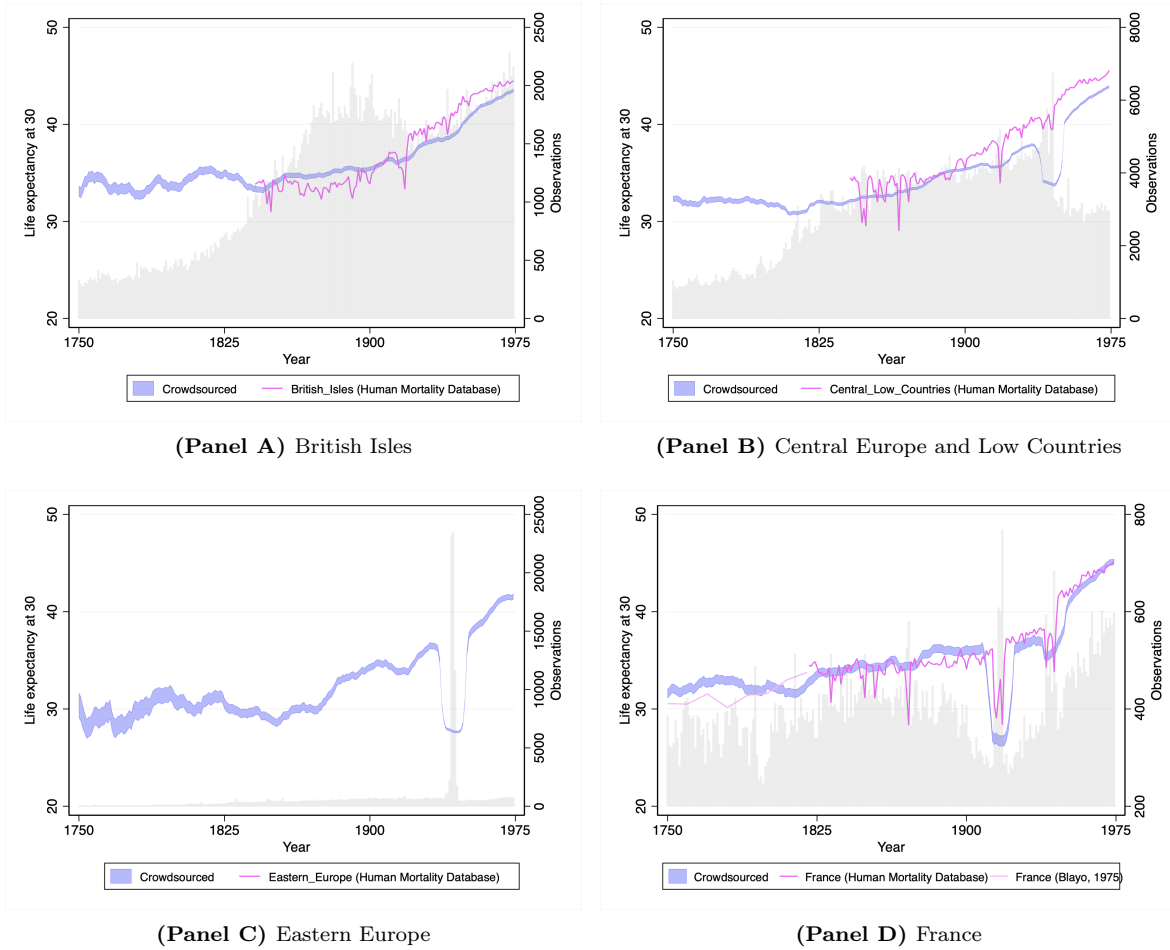 50
40
30
20
Life expectancy at 30
2500
2000
1500
1000
500
0
Observations
1750
1825
1900
1975
Year
Crowdsourced
British_Isles (Human Mortality Database)
(Panel A) British Isles
50
40
30
20
Life expectancy at 30
8000
6000
4000
2000
0
Observations
1750
1825
1900
1975
Year
Crowdsourced
Central_Low_Countries (Human Mortality Database)
(Panel B) Central Europe and Low Countries
50
40
30
20
Life expectancy at 30
25000
20000
15000
10000
5000
0
Observations
1750
1825
1900
1975
Year
Crowdsourced
Eastern_Europe (Human Mortality Database)
(Panel C) Eastern Europe
50
40
30
20
Life expectancy at 30
800
600
400
200
Observations
1750
1825
1900
1975
Year
Crowdsourced
France (Human Mortality Database)
France (Blayo, 1975)
(Panel D) France